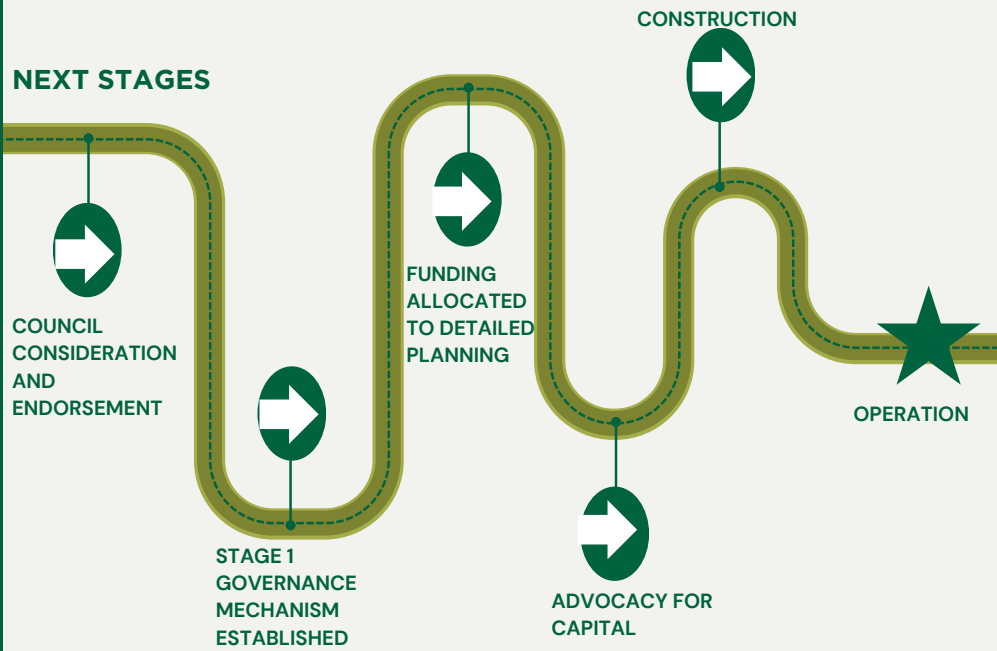 NEXT STAGES
COUNCIL
CONSIDERATION
AND
ENDORSEMENT
STAGE 1
GOVERNANCE
MECHANISM
ESTABLISHED
FUNDING
ALLOCATED
TO DETAILED
PLANNING
ADVOCACY FOR
CAPITAL
CONSTRUCTION
OPERATION